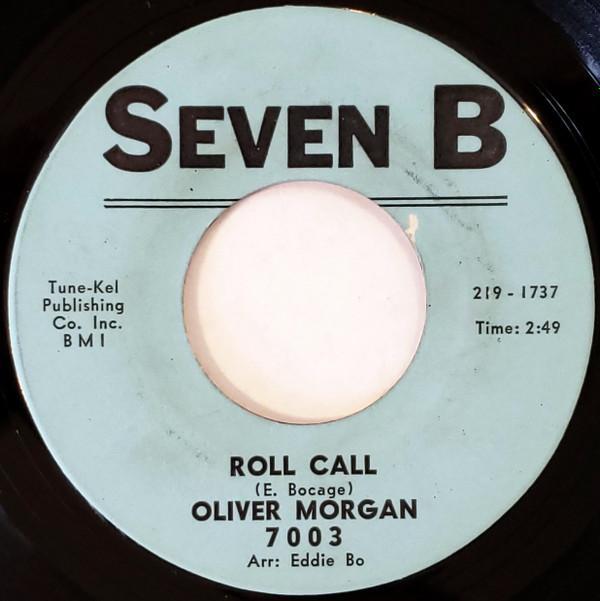 SEVEN B
Tune-Kel
Publishing
Co. Inc.
BMI
219 - 1737
Time: 2:49
ROLL CALL
(E. Bocage)
OLIVER MORGAN
7003
Arr: Eddie Bo